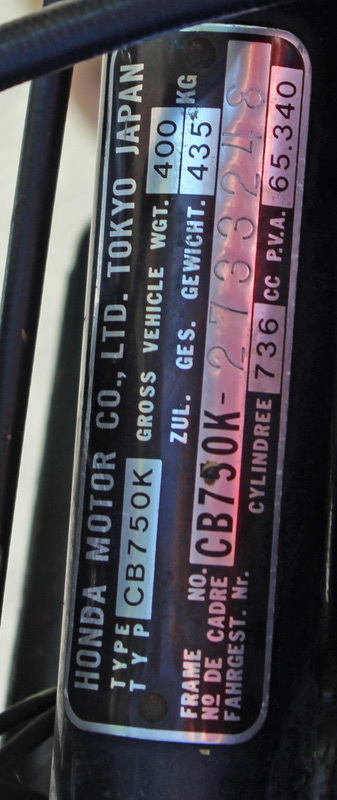 HONDA MOTOR CO., LTD. TOKYO JAPAN
TYPE
TYP
CB750K
GROSS VEHICLE WGT. 400 KG
ZUL. GES. GEWICHT. 435
FRAME NO.
Nº DE CADRE
FAHRGEST. Nr.
CB750K-2733248
CYLINDREE 736 CC P.V.A. 65.340